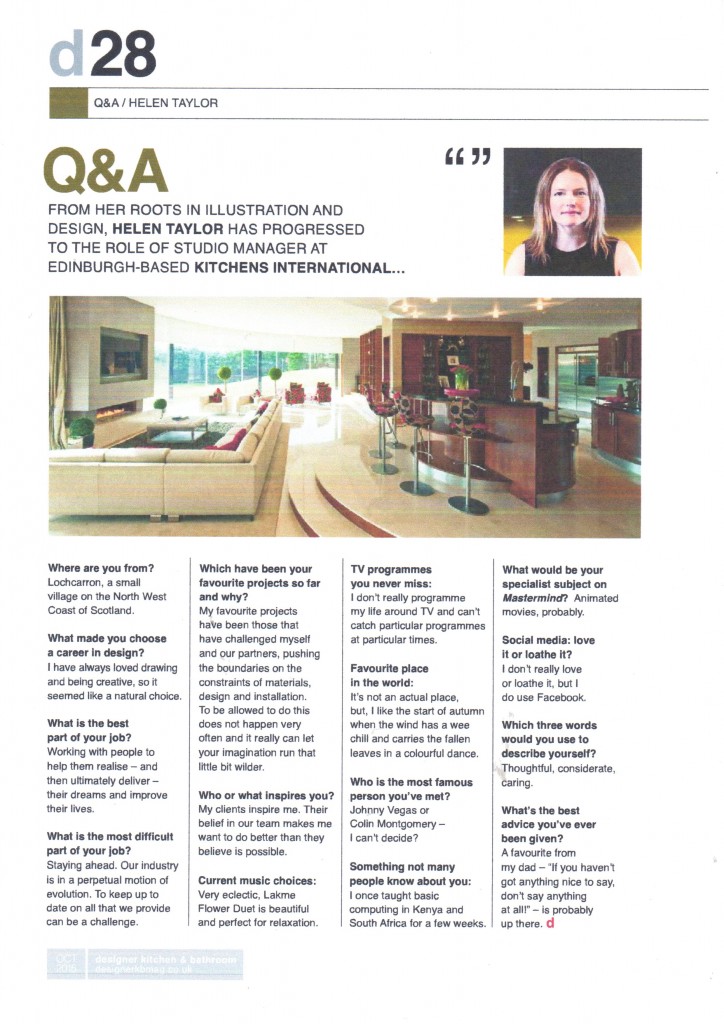 d28
Q&A / HELEN TAYLOR
Q&A
“ ”
FROM HER ROOTS IN ILLUSTRATION AND
DESIGN, HELEN TAYLOR HAS PROGRESSED
TO THE ROLE OF STUDIO MANAGER AT
EDINBURGH-BASED KITCHENS INTERNATIONAL...
Where are you from?
Lochcarron, a small
village on the North West
Coast of Scotland.
What made you choose
a career in design?
I have always loved drawing
and being creative, so it
seemed like a natural choice.
What is the best
part of your job?
Working with people to
help them realise – and
then ultimately deliver –
their dreams and improve
their lives.
What is the most difficult
part of your job?
Staying ahead. Our industry
is in a perpetual motion of
evolution. To keep up to
date on all that we provide
can be a challenge.
Which have been your
favourite projects so far
and why?
My favourite projects
have been those that
have challenged myself
and our partners, pushing
the boundaries on the
constraints of materials,
design and installation.
To be allowed to do this
does not happen very
often and it really can let
your imagination run that
little bit wilder.
Who or what inspires you?
My clients inspire me. Their
belief in our team makes me
want to do better than they
believe is possible.
Current music choices:
Very eclectic, Lakme
Flower Duet is beautiful
and perfect for relaxation.
TV programmes
you never miss:
I don't really programme
my life around TV and can't
catch particular programmes
at particular times.
Favourite place
in the world:
It's not an actual place,
but, I like the start of autumn
when the wind has a wee
chill and carries the fallen
leaves in a colourful dance.
Who is the most famous
person you've met?
Johnny Vegas or
Colin Montgomery –
I can't decide?
Something not many
people know about you:
I once taught basic
computing in Kenya and
South Africa for a few weeks.
What would be your
specialist subject on
Mastermind? Animated
movies, probably.
Social media: love
it or loathe it?
I don't really love
or loathe it, but I
do use Facebook.
Which three words
would you use to
describe yourself?
Thoughtful, considerate,
caring.
What's the best
advice you've ever
been given?
A favourite from
my dad – "If you haven't
got anything nice to say,
don't say anything
at all!" – is probably
up there. d
OCT
2015
designer kitchen & bathroom
designerkbmag.co.uk